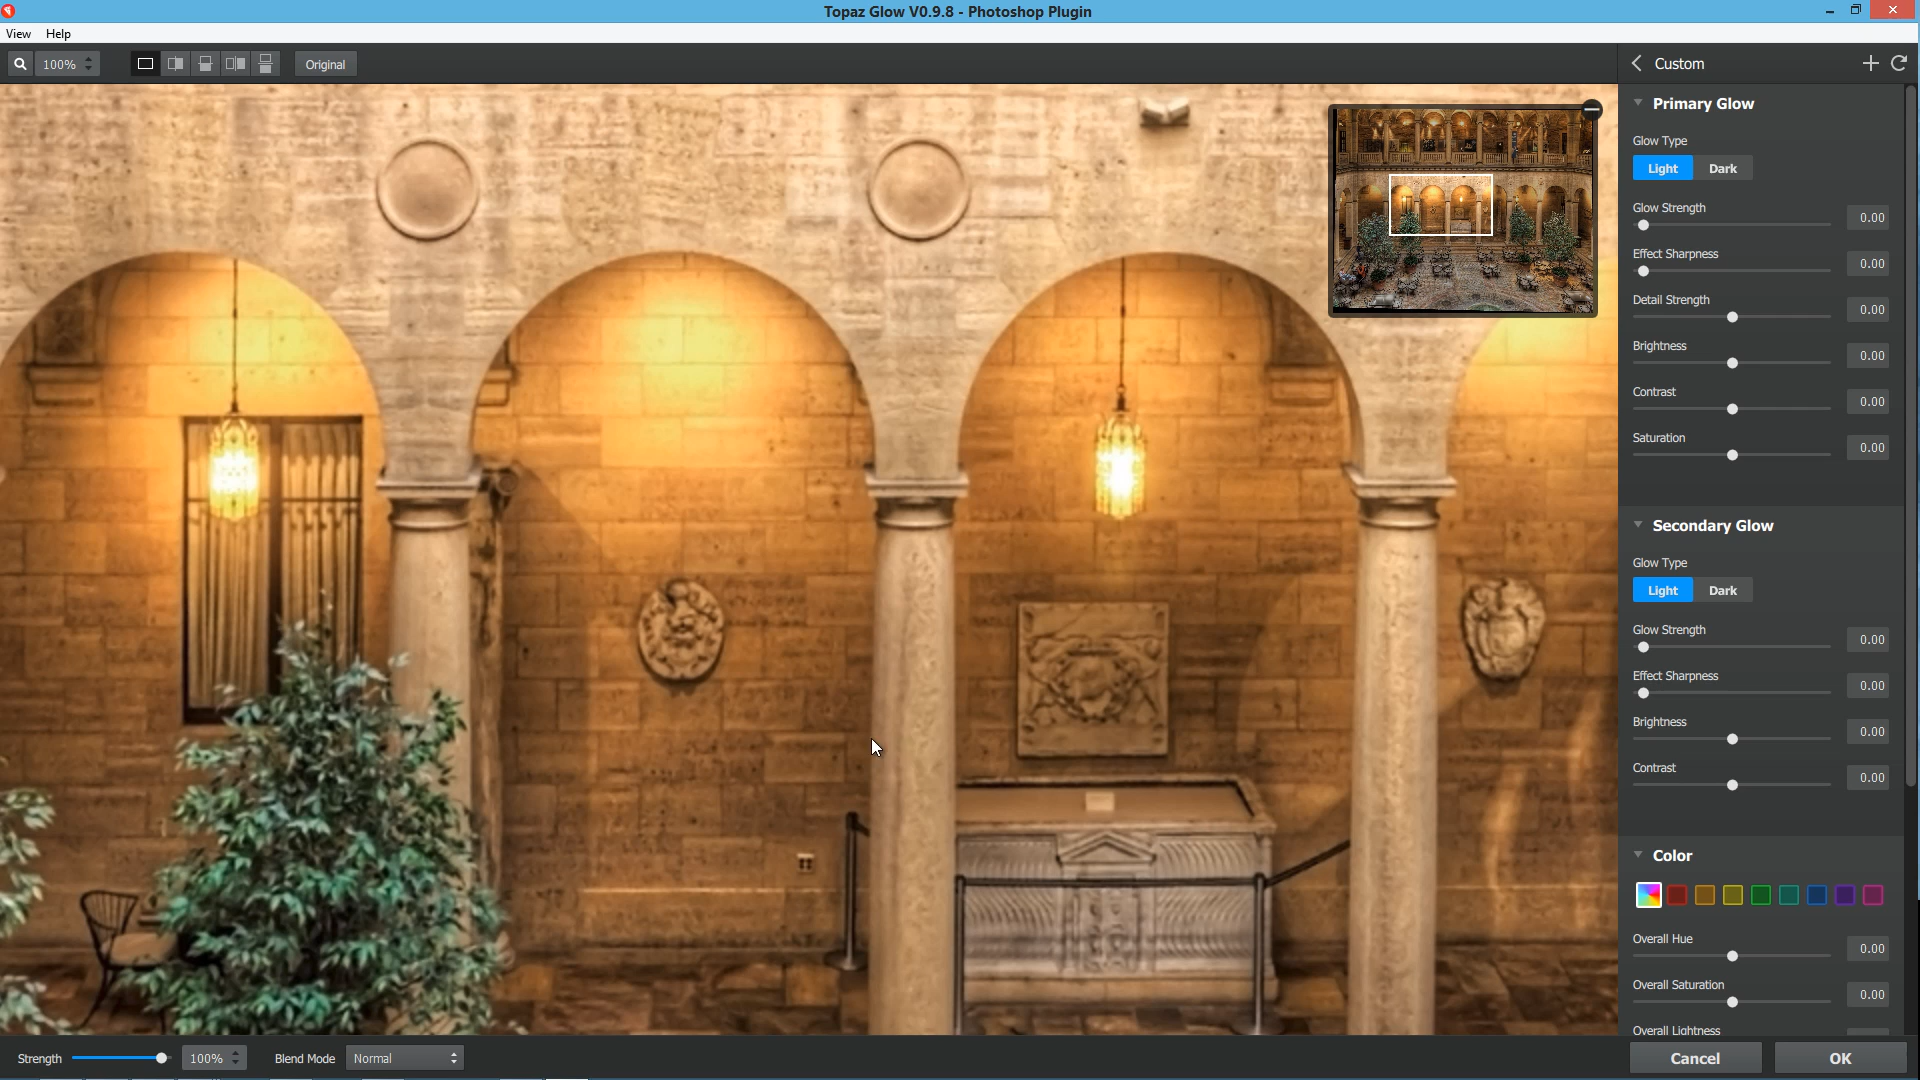 Topaz Glow V0.9.8 - Photoshop Plugin
View Help
100% Original Custom
Primary Glow
Glow Type
Light Dark
Glow Strength 0.00
Effect Sharpness 0.00
Detail Strength 0.00
Brightness 0.00
Contrast 0.00
Saturation 0.00
Secondary Glow
Glow Type
Light Dark
Glow Strength 0.00
Effect Sharpness 0.00
Brightness 0.00
Contrast 0.00
Color
Overall Hue 0.00
Overall Saturation 0.00
Overall Lightness
Strength 100% Blend Mode Normal Cancel OK